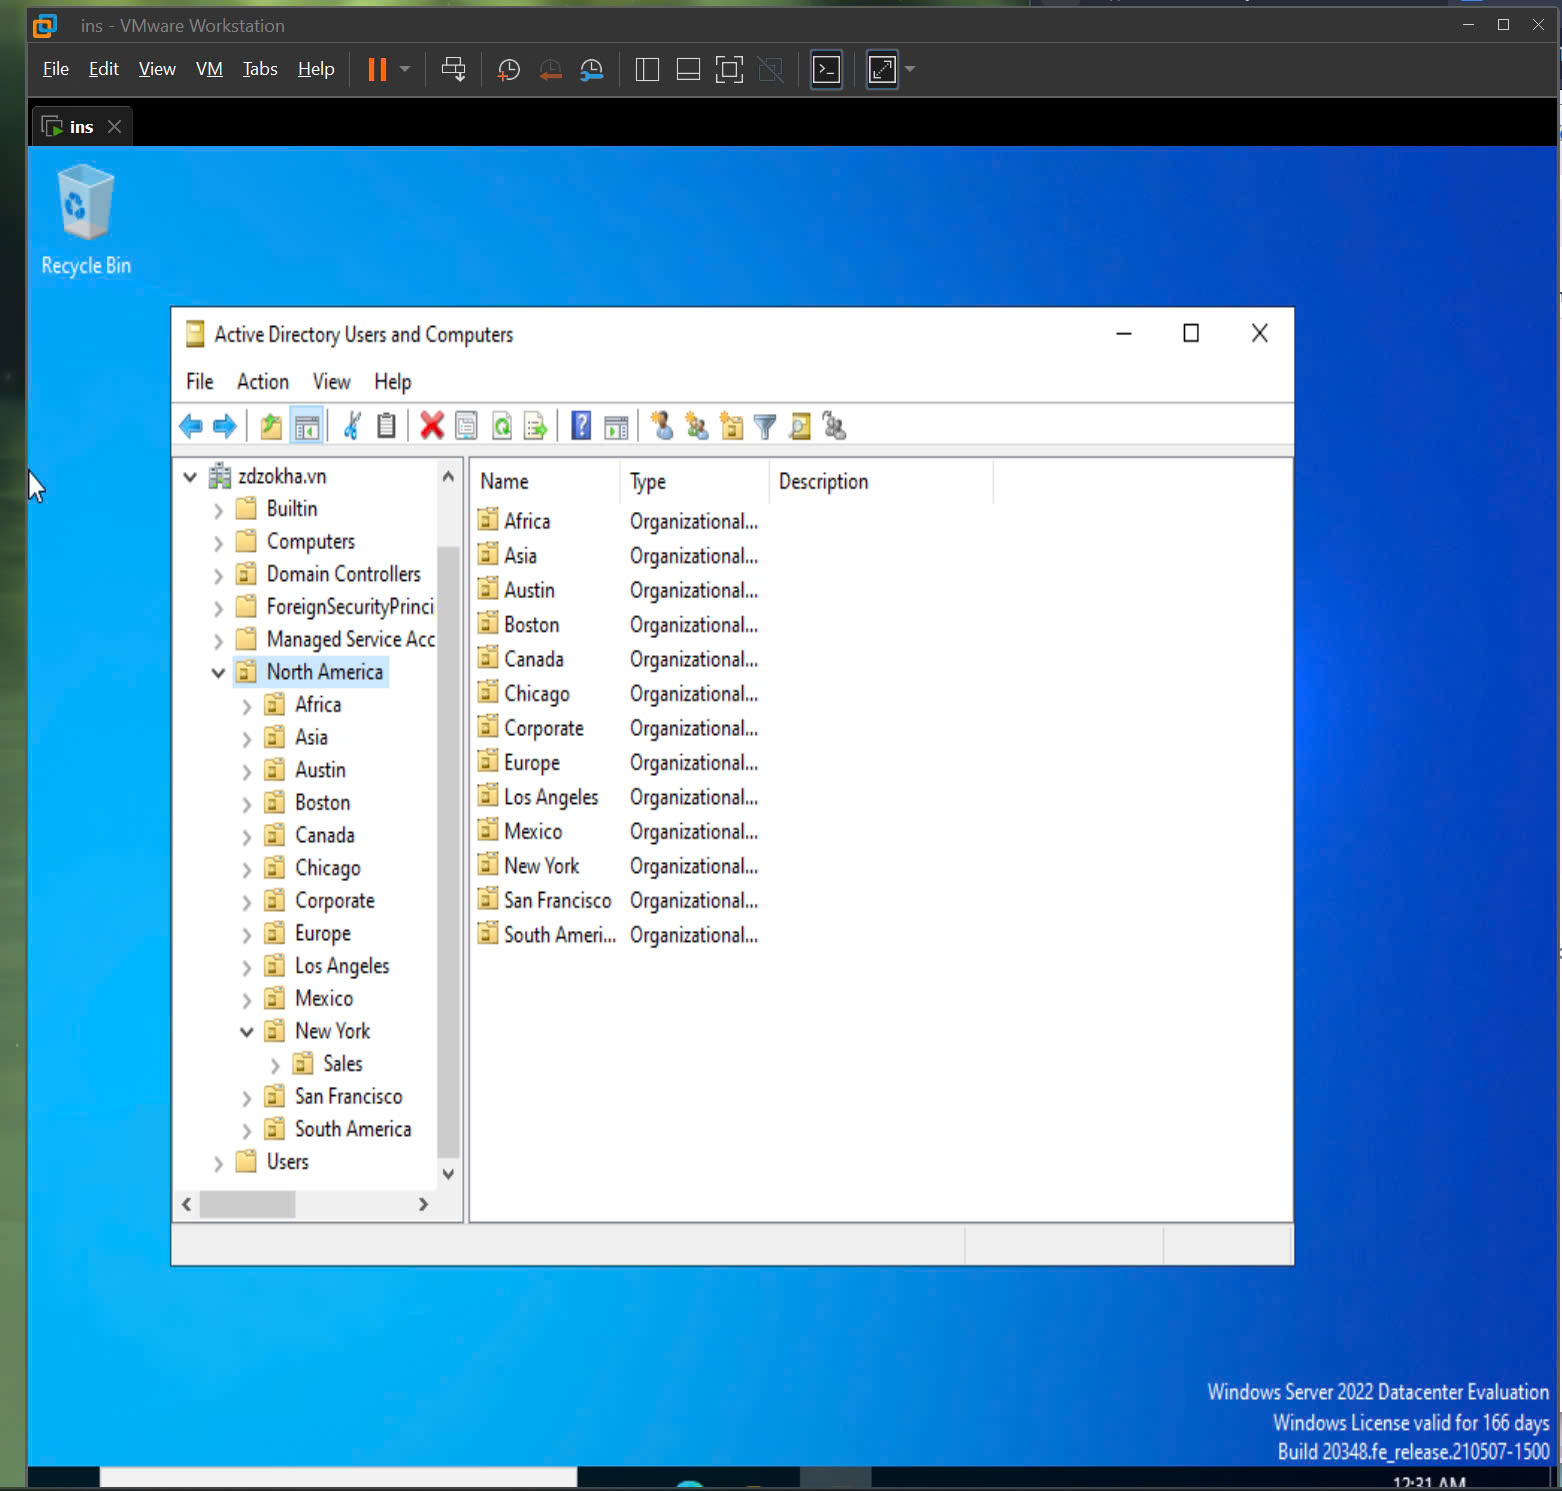 ins - VMware Workstation
File Edit View VM Tabs Help
ins
Recycle Bin
Active Directory Users and Computers
File Action View Help
zdzokha.vn
Builtin
Computers
Domain Controllers
ForeignSecurityPrinci
Managed Service Acc
North America
Africa
Asia
Austin
Boston
Canada
Chicago
Corporate
Europe
Los Angeles
Mexico
New York
Sales
San Francisco
South America
Users
Name Type Description
Africa Organizational...
Asia Organizational...
Austin Organizational...
Boston Organizational...
Canada Organizational...
Chicago Organizational...
Corporate Organizational...
Europe Organizational...
Los Angeles Organizational...
Mexico Organizational...
New York Organizational...
San Francisco Organizational...
South Ameri... Organizational...
Windows Server 2022 Datacenter Evaluation
Windows License valid for 166 days
Build 20348.fe_release.210507-1500
12:31 AM